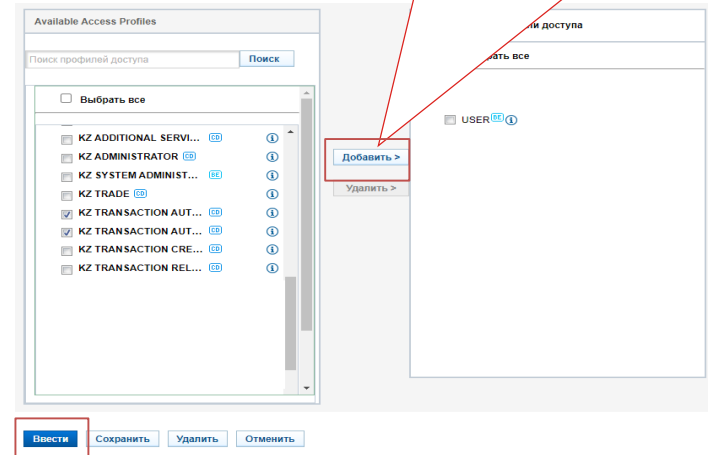 Available Access Profiles
Поиск профилей доступа
Поиск
Выбрать все
KZ ADDITIONAL SERVI... CD
KZ ADMINISTRATOR CD
KZ SYSTEM ADMINIST... BE
KZ TRADE CD
KZ TRANSACTION AUT... CD
KZ TRANSACTION AUT... CD
KZ TRANSACTION CRE... CD
KZ TRANSACTION REL... CD
Добавить >
Удалить >
доступа
все
USER BE
Ввести
Сохранить
Удалить
Отменить